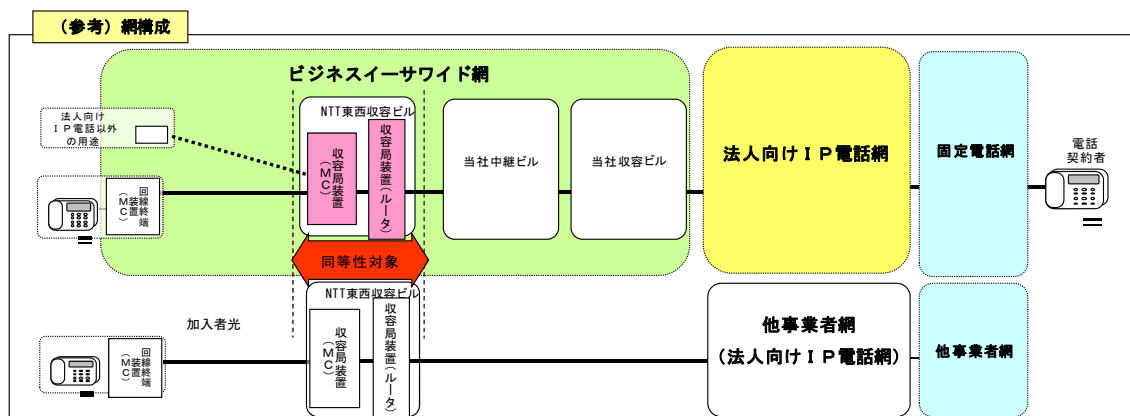 （参考）網構成
ビジネスイーサワイド網
法人向け
ＩＰ電話以外
の用途
NTT東西収容ビル
収容局装置
（ＭＣ）
収容局装置（ルータ）
当社中継ビル
当社収容ビル
法人向けＩＰ電話網
固定電話網
電話
契約者
回線終端
装置
（ＭＣ）
同等性対象
NTT東西収容ビル
加入者光
回線終端
装置
（ＭＣ）
収容局装置
（ＭＣ）
収容局装置（ルータ）
他事業者網
（法人向けＩＰ電話網）
他事業者網